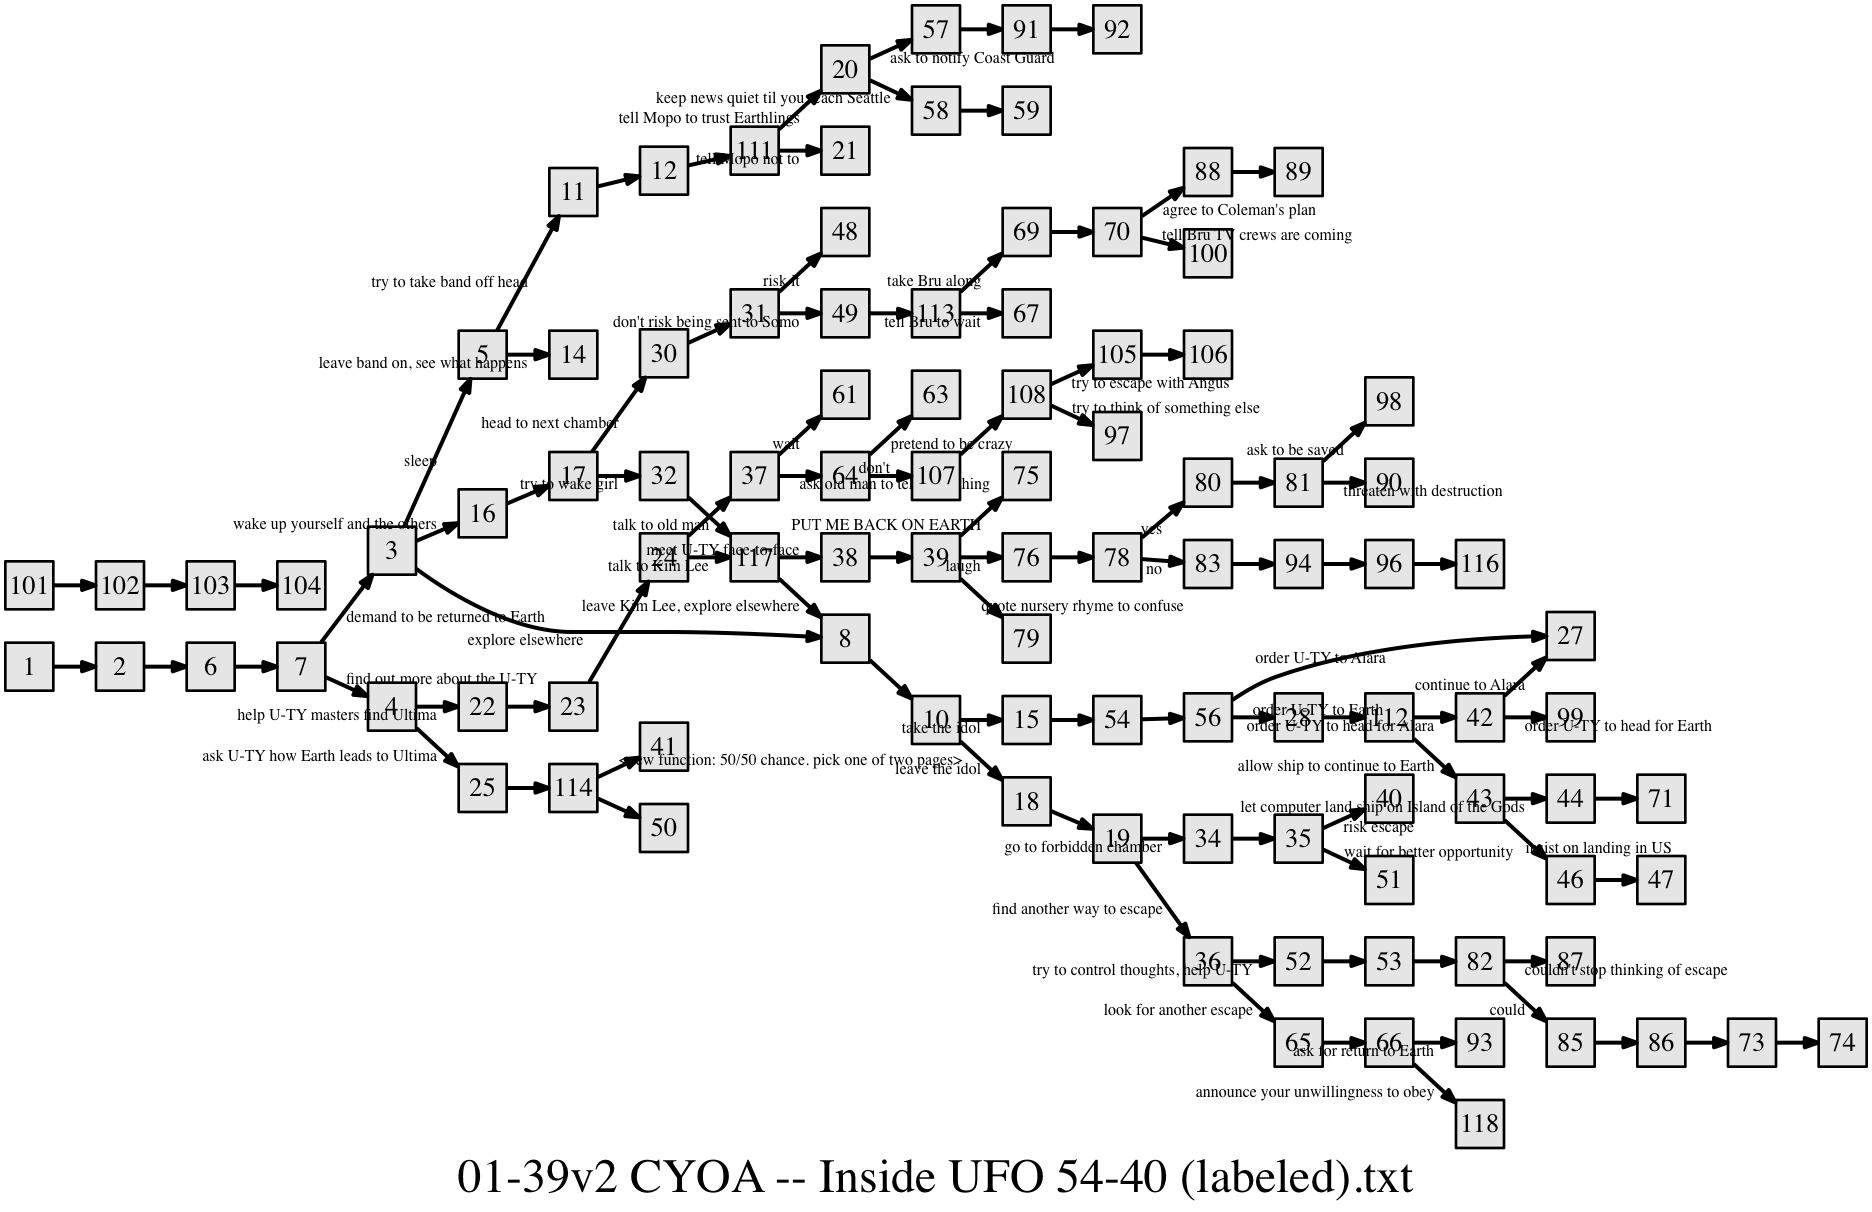 57
91
92
ask to notify Coast Guard
20
keep news quiet til you reach Seattle
58
59
tell Mopo to trust Earthlings
111
21
tell Mopo not to
12
11
88
89
agree to Coleman's plan
48
69
70
tell Bru TV crews are coming
100
try to take band off head
risk it
take Bru along
31
49
113
67
don't risk being sent to Somo
tell Bru to wait
5
14
leave band on, see what happens
30
105
106
try to escape with Angus
61
63
108
try to think of something else
98
head to next chamber
97
wait
pretend to be crazy
ask to be saved
sleep
don't
17
32
37
64
107
75
80
81
90
try to wake girl
ask old man to tell
hing
threaten with destruction
16
wake up yourself and the others
talk to old man
PUT ME BACK ON EARTH
yes
3
meet U-TY face-to-face
24
117
38
39
76
78
83
94
96
116
talk to Kim Lee
laugh
no
101
102
103
104
leave Kim Lee, explore elsewhere
quote nursery rhyme to confuse
demand to be returned to Earth
explore elsewhere
8
79
27
order U-TY to Alara
1
2
6
7
find out more about the U-TY
continue to Alara
4
22
23
help U-TY masters find Ultima
order U-TY to Earth
10
15
54
56
28
112
42
99
take the idol
order U-TY to head for Alara
order U-TY to head for Earth
41
ask U-TY how Earth leads to Ultima
<new function: 50/50 chance. pick one of two pages>
leave the idol
allow ship to continue to Earth
25
114
18
40
43
44
71
let computer land ship on Island of the Gods
50
risk escape
19
34
35
go to forbidden chamber
wait for better opportunity
insist on landing in US
51
46
47
find another way to escape
36
52
53
82
87
try to control thoughts, help U-TY
couldn't stop thinking of escape
look for another escape
could
65
66
93
85
86
73
74
ask for return to Earth
announce your unwillingness to obey
118
01-39v2 CYOA -- Inside UFO 54-40 (labeled).txt